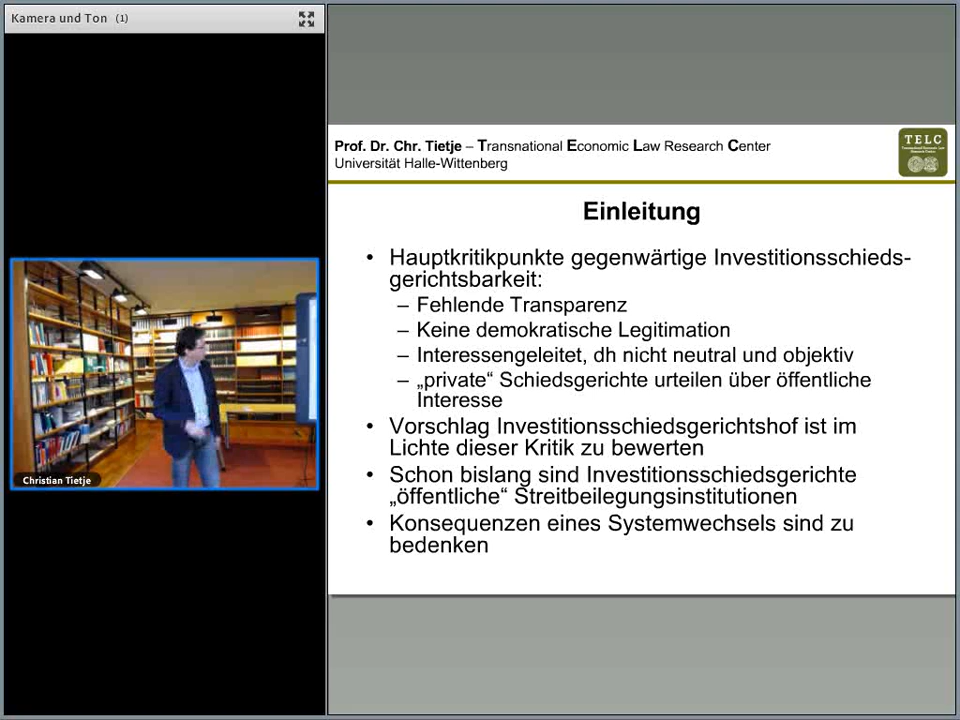 Kamera und Ton (1)
Prof. Dr. Chr. Tietje – Transnational Economic Law Research Center
Universität Halle-Wittenberg
TELC
Einleitung
• Hauptkritikpunkte gegenwärtige Investitionsschieds-
gerichtsbarkeit:
– Fehlende Transparenz
– Keine demokratische Legitimation
– Interessengeleitet, dh nicht neutral und objektiv
– „private“ Schiedsgerichte urteilen über öffentliche
Interesse
• Vorschlag Investitionsschiedsgerichtshof ist im
Lichte dieser Kritik zu bewerten
• Schon bislang sind Investitionsschiedsgerichte
„öffentliche“ Streitbeilegungsinstitutionen
• Konsequenzen eines Systemwechsels sind zu
bedenken
Christian Tietje